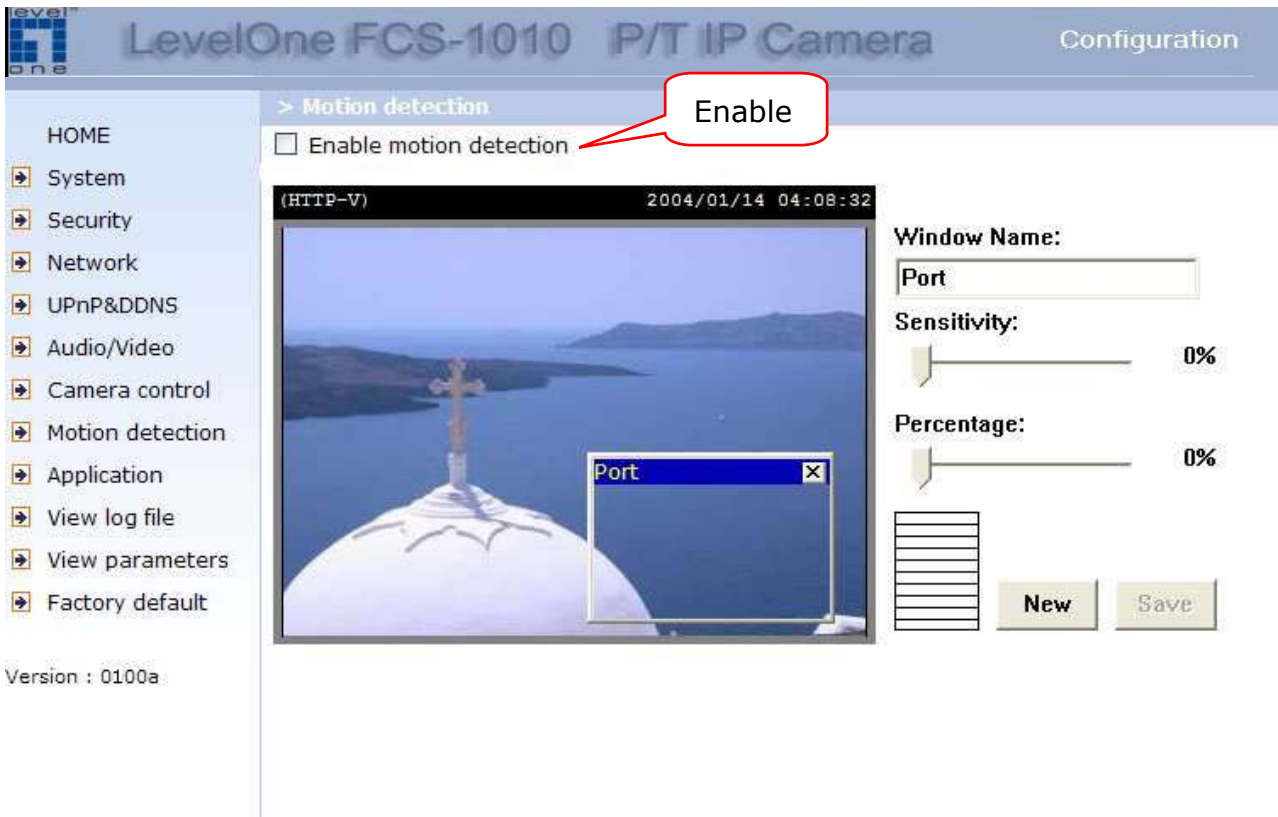 level™
one
LevelOne FCS-1010 P/T IP Camera
Configuration
> Motion detection
Enable
Enable motion detection
HOME
System
Security
Network
UPnP&DDNS
Audio/Video
Camera control
Motion detection
Application
View log file
View parameters
Factory default
Version : 0100a
(HTTP-V) 2004/01/14 04:08:32
Port
Window Name:
Port
Sensitivity:
0%
Percentage:
0%
New
Save